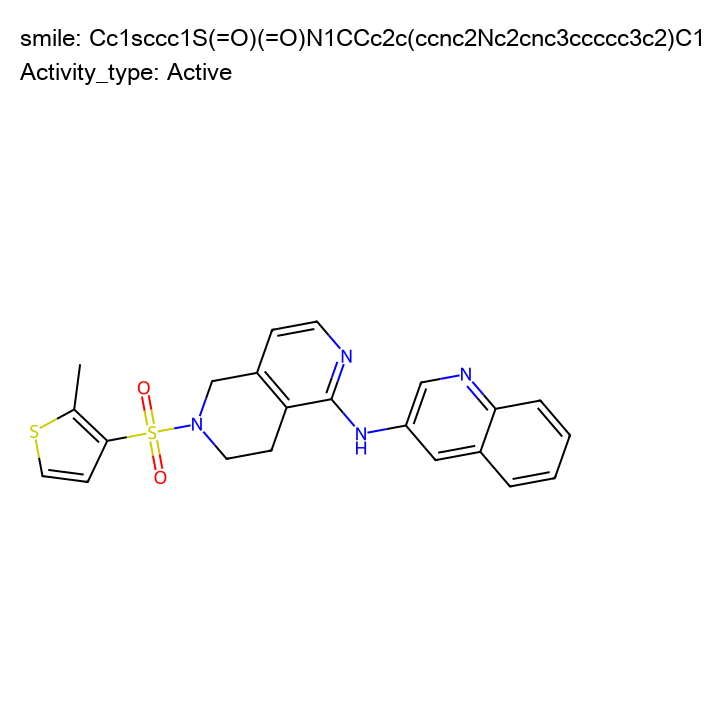 smile: Cc1sccc1S(=O)(=O)N1CCc2c(ccnc2Nc2cnc3ccccc3c2)C1
Activity_type: Active
O
N
N
S
N
S
N
H
O